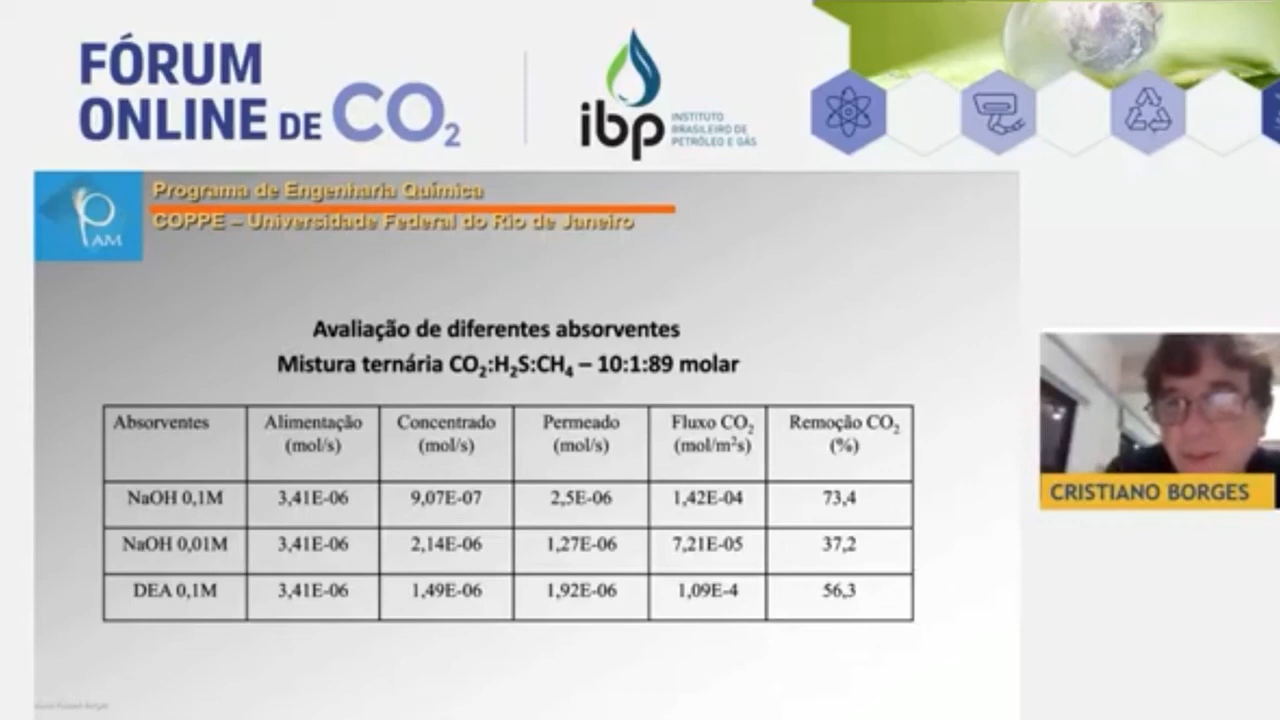 FÓRUM
ONLINE DE CO₂
ibp
INSTITUTO
BRASILEIRO DE
PETRÓLEO E GÁS
PAM
Programa de Engenharia Química
COPPE – Universidade Federal do Rio de Janeiro
Avaliação de diferentes absorventes
Mistura ternária CO₂:H₂S:CH₄ – 10:1:89 molar
Absorventes Alimentação (mol/s) Concentrado (mol/s) Permeado (mol/s) Fluxo CO₂ (mol/m²s) Remoção CO₂ (%)
NaOH 0,1M 3,41E-06 9,07E-07 2,5E-06 1,42E-04 73,4
NaOH 0,01M 3,41E-06 2,14E-06 1,27E-06 7,21E-05 37,2
DEA 0,1M 3,41E-06 1,49E-06 1,92E-06 1,09E-4 56,3
CRISTIANO BORGES